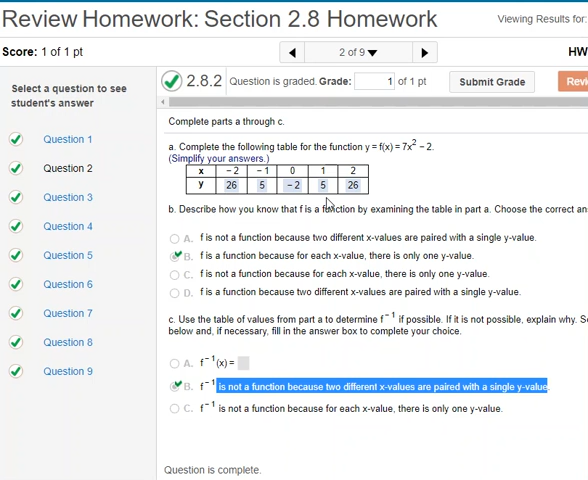 Review Homework: Section 2.8 Homework
Viewing Results for:
Score: 1 of 1 pt
2 of 9
HW
Select a question to see
student's answer
2.8.2
Question is graded. Grade: 1 of 1 pt
Submit Grade
Question 1
Question 2
Question 3
Question 4
Question 5
Question 6
Question 7
Question 8
Question 9
Complete parts a through c.
a. Complete the following table for the function y = f(x) = 7x² − 2.
(Simplify your answers.)
x −2 −1 0 1 2
y 26 5 −2 5 26
b. Describe how you know that f is a function by examining the table in part a. Choose the correct
A. f is not a function because two different x-values are paired with a single y-value.
B. f is a function because for each x-value, there is only one y-value.
C. f is not a function because for each x-value, there is only one y-value.
D. f is a function because two different x-values are paired with a single y-value.
c. Use the table of values from part a to determine f⁻¹ if possible. If it is not possible, explain why.
below and, if necessary, fill in the answer box to complete your choice.
A. f⁻¹(x) =
B. f⁻¹ is not a function because two different x-values are paired with a single y-value
C. f⁻¹ is not a function because for each x-value, there is only one y-value.
Question is complete.